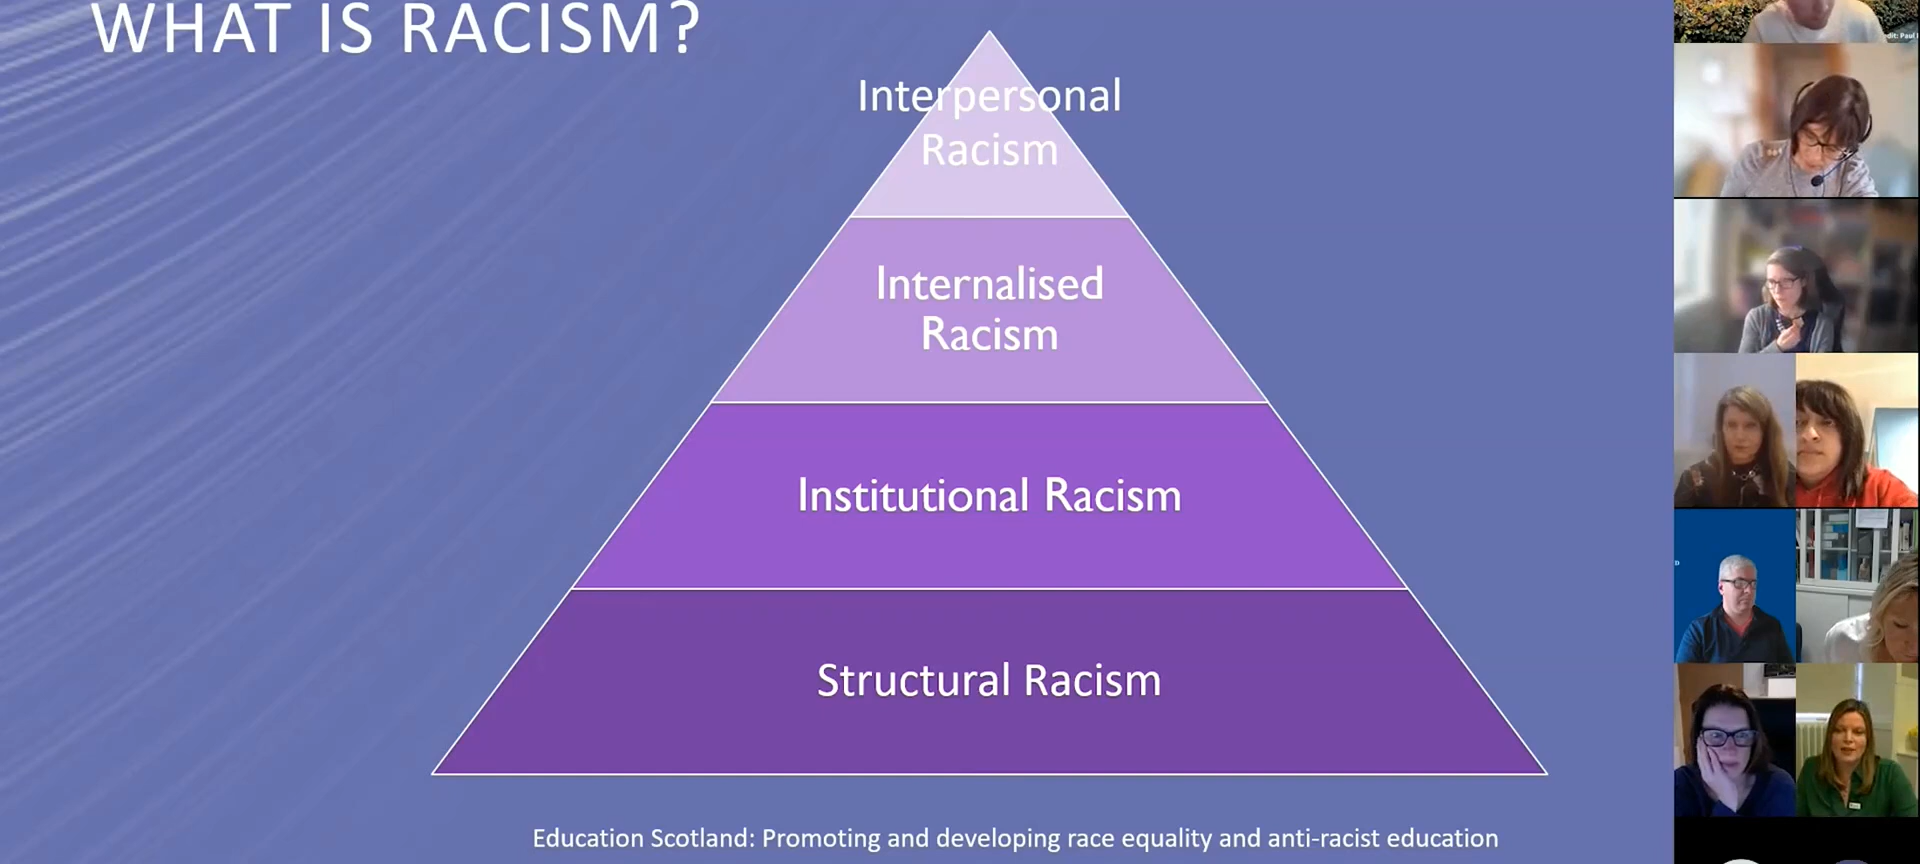 WHAT IS RACISM?
Interpersonal
Racism
Internalised
Racism
Institutional Racism
Structural Racism
Education Scotland: Promoting and developing race equality and anti-racist education